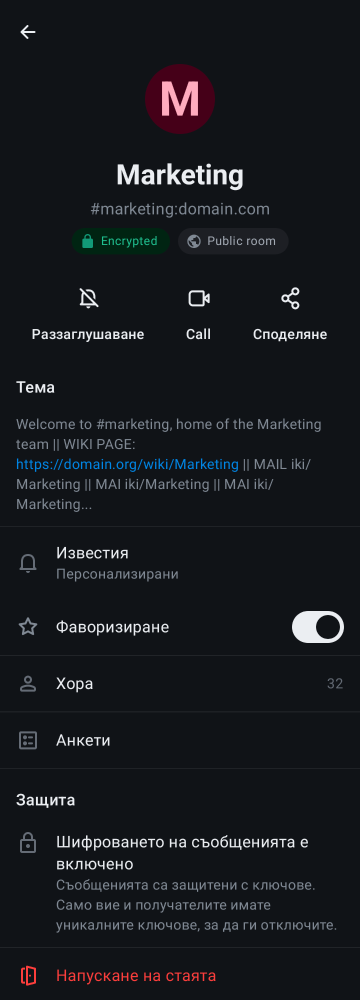 M
Marketing
#marketing:domain.com
Encrypted
Public room
Раззаглушаване
Call
Споделяне
Тема
Welcome to #marketing, home of the Marketing
team || WIKI PAGE:
https://domain.org/wiki/Marketing || MAIL iki/
Marketing || MAI iki/Marketing || MAI iki/
Marketing...
Известия
Персонализирани
Фаворизиране
Хора
32
Анкети
Защита
Шифроването на съобщенията е
включено
Съобщенията са защитени с ключове.
Само вие и получателите имате
уникалните ключове, за да ги отключите.
Напускане на стаята